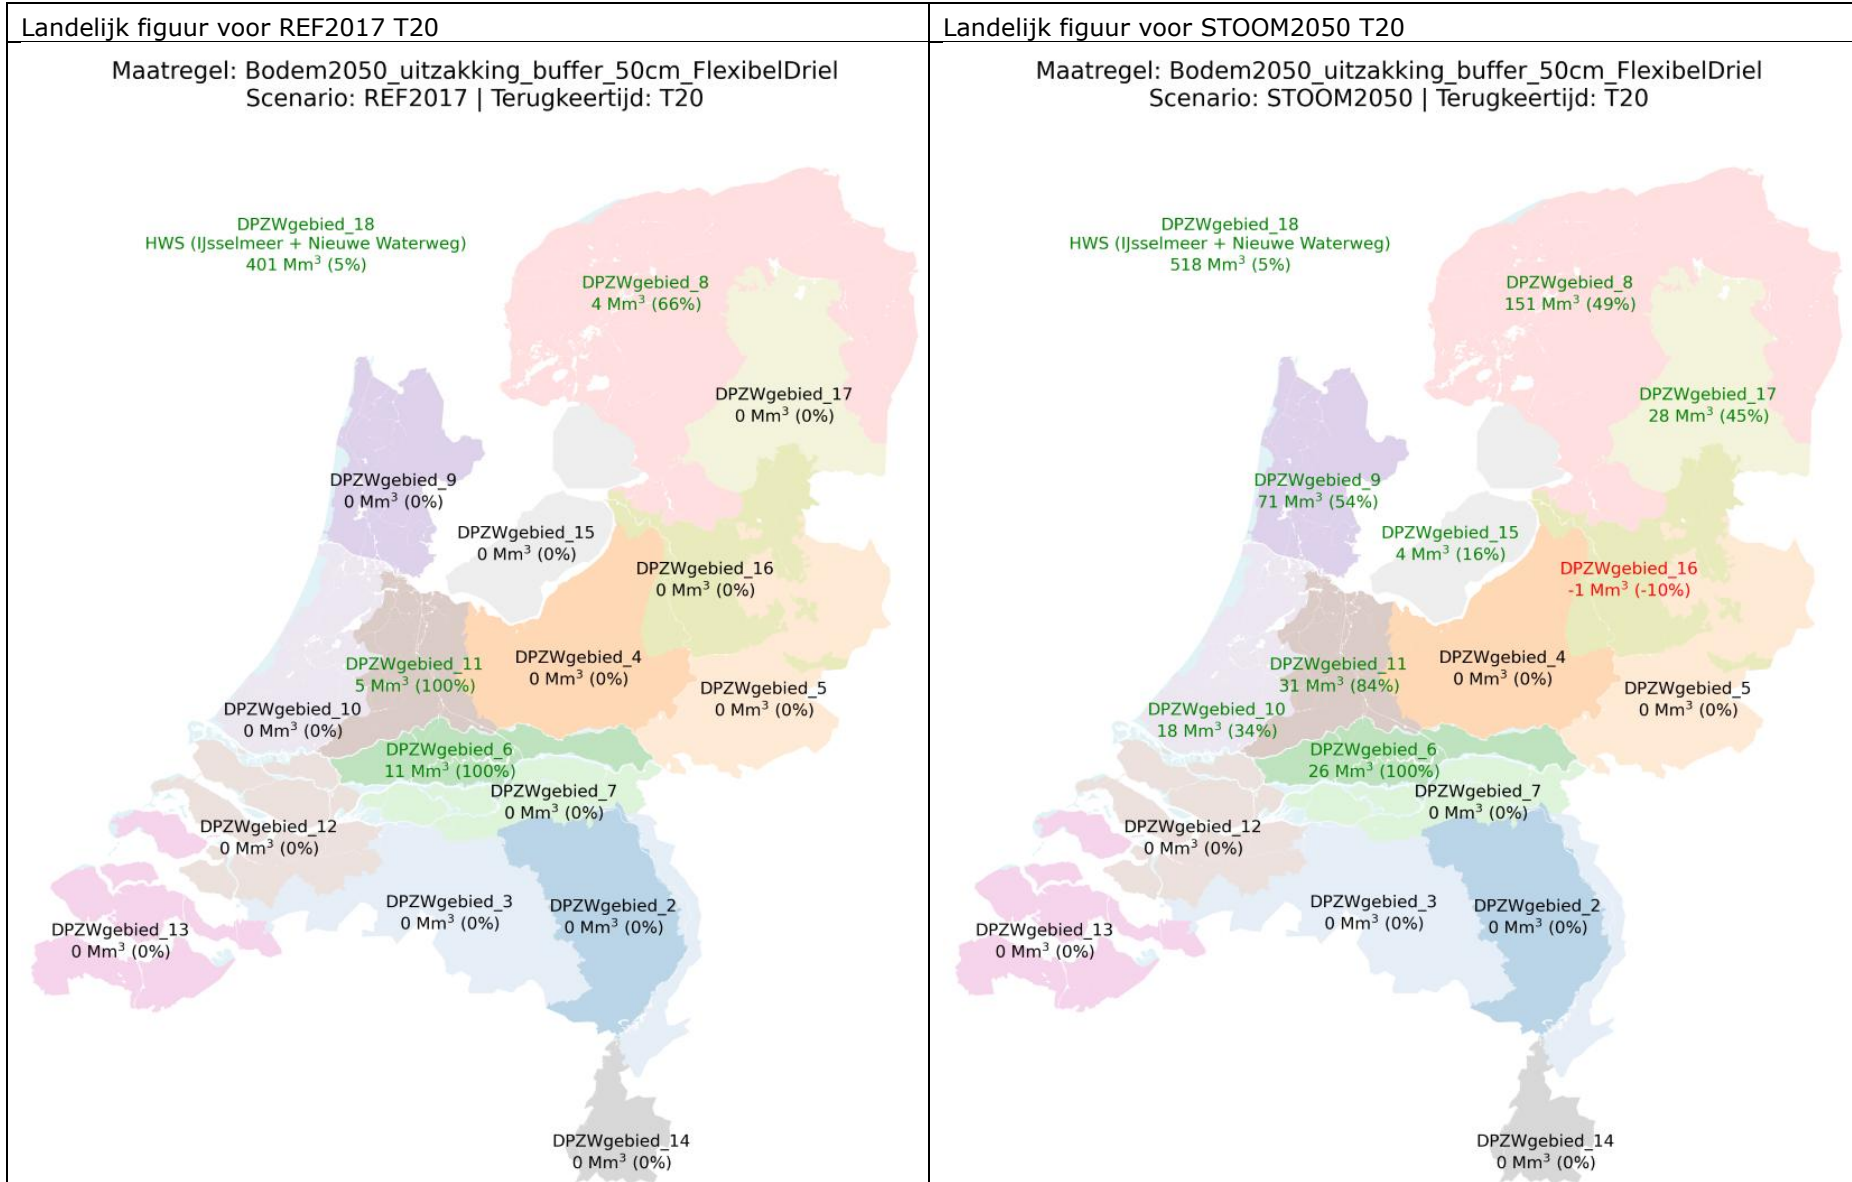 Landelijk figuur voor REF2017 T20
Maatregel: Bodem2050_uitzakking_buffer_50cm_FlexibelDriel
Scenario: REF2017 | Terugkeertijd: T20
DPZWgebied_18
HWS (IJsselmeer + Nieuwe Waterweg)
401 Mm³ (5%)
DPZWgebied_8
4 Mm³ (66%)
DPZWgebied_17
0 Mm³ (0%)
DPZWgebied_9
0 Mm³ (0%)
DPZWgebied_15
0 Mm³ (0%)
DPZWgebied_16
0 Mm³ (0%)
DPZWgebied_11
5 Mm³ (100%)
DPZWgebied_4
0 Mm³ (0%)
DPZWgebied_5
0 Mm³ (0%)
DPZWgebied_10
0 Mm³ (0%)
DPZWgebied_6
11 Mm³ (100%)
DPZWgebied_7
0 Mm³ (0%)
DPZWgebied_12
0 Mm³ (0%)
DPZWgebied_3
0 Mm³ (0%)
DPZWgebied_2
0 Mm³ (0%)
DPZWgebied_13
0 Mm³ (0%)
DPZWgebied_14
0 Mm³ (0%)
Landelijk figuur voor STOOM2050 T20
Maatregel: Bodem2050_uitzakking_buffer_50cm_FlexibelDriel
Scenario: STOOM2050 | Terugkeertijd: T20
DPZWgebied_18
HWS (IJsselmeer + Nieuwe Waterweg)
518 Mm³ (5%)
DPZWgebied_8
151 Mm³ (49%)
DPZWgebied_17
28 Mm³ (45%)
DPZWgebied_9
71 Mm³ (54%)
DPZWgebied_15
4 Mm³ (16%)
DPZWgebied_16
-1 Mm³ (-10%)
DPZWgebied_11
31 Mm³ (84%)
DPZWgebied_4
0 Mm³ (0%)
DPZWgebied_5
0 Mm³ (0%)
DPZWgebied_10
18 Mm³ (34%)
DPZWgebied_6
26 Mm³ (100%)
DPZWgebied_7
0 Mm³ (0%)
DPZWgebied_12
0 Mm³ (0%)
DPZWgebied_3
0 Mm³ (0%)
DPZWgebied_2
0 Mm³ (0%)
DPZWgebied_13
0 Mm³ (0%)
DPZWgebied_14
0 Mm³ (0%)